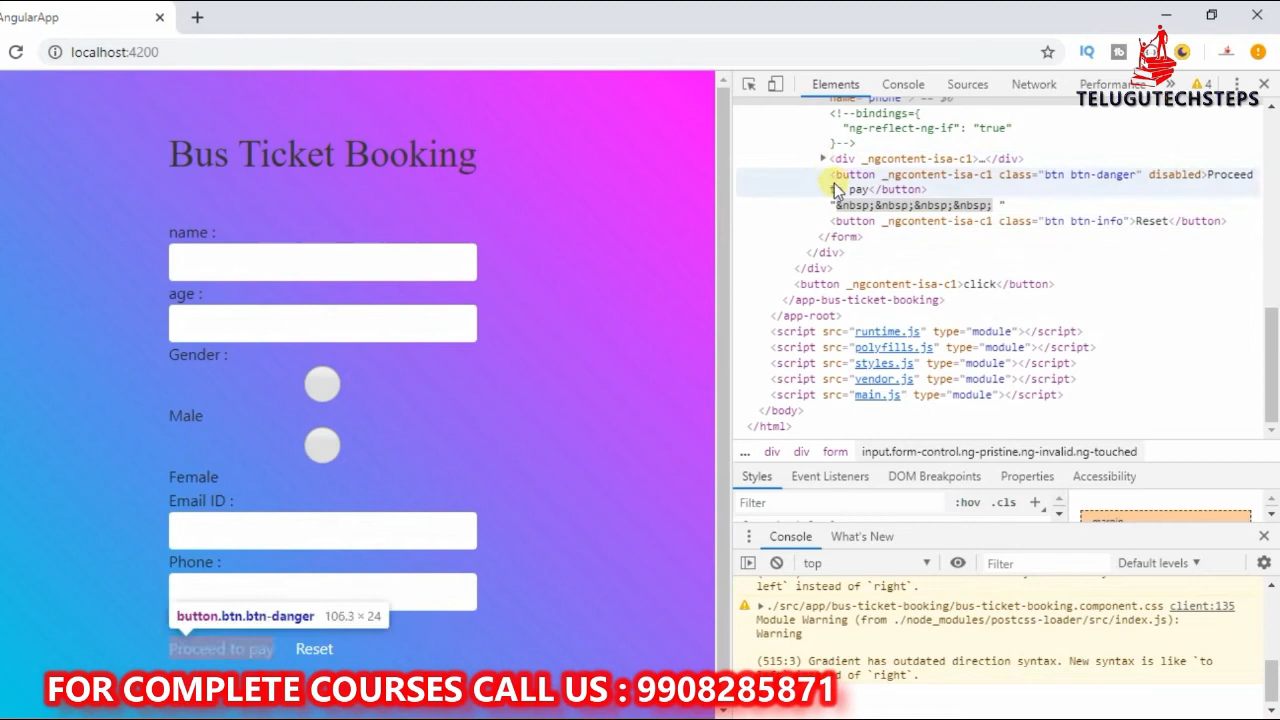 AngularApp
localhost:4200
TELUGUTECHSTEPS
Bus Ticket Booking
name :
age :
Gender :
Male
Female
Email ID :
Phone :
button.btn.btn-danger 106.3 × 24
Proceed to pay Reset
Elements Console Sources Network Performance » 4
<!--bindings={
"ng-reflect-ng-if": "true"
}-->
<div _ngcontent-isa-c1>…</div>
<button _ngcontent-isa-c1 class="btn btn-danger" disabled>Proceed
pay</button>
"&nbsp;&nbsp;&nbsp;&nbsp; "
<button _ngcontent-isa-c1 class="btn btn-info">Reset</button>
</form>
</div>
</div>
<button _ngcontent-isa-c1>click</button>
</app-bus-ticket-booking>
</app-root>
<script src="runtime.js" type="module"></script>
<script src="polyfills.js" type="module"></script>
<script src="styles.js" type="module"></script>
<script src="vendor.js" type="module"></script>
<script src="main.js" type="module"></script>
</body>
</html>
... div div form input.form-control.ng-pristine.ng-invalid.ng-touched
Styles Event Listeners DOM Breakpoints Properties Accessibility
Filter :hov .cls +
margin
Console What's New
top Filter Default levels
left` instead of `right`.
./src/app/bus-ticket-booking/bus-ticket-booking.component.css client:135
Module Warning (from ./node_modules/postcss-loader/src/index.js):
Warning
(515:3) Gradient has outdated direction syntax. New syntax is like `to
instead of `right`.
FOR COMPLETE COURSES CALL US : 9908285871